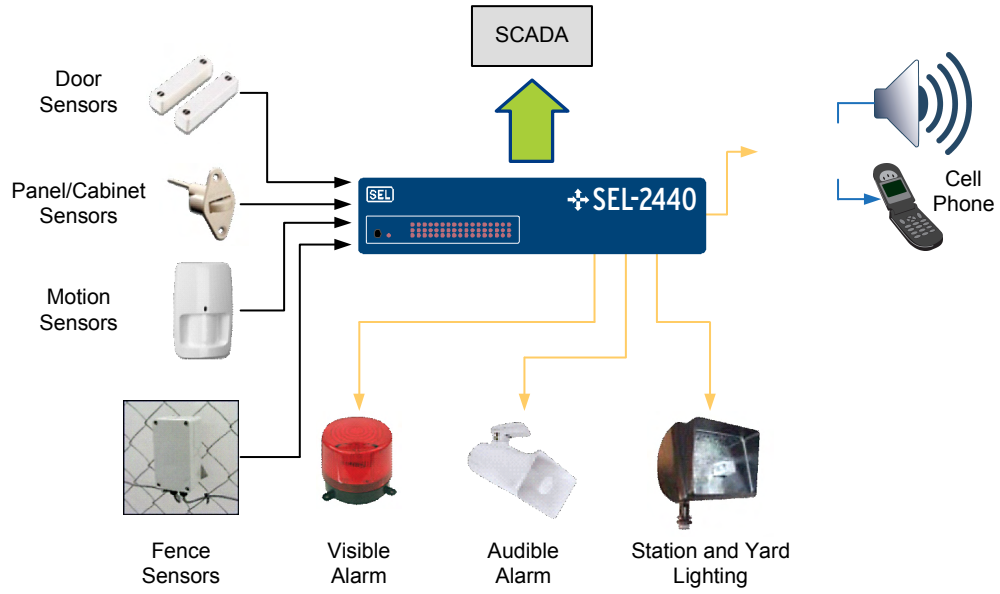 SCADA
Door
Sensors
Panel/Cabinet
Sensors
SEL
SEL-2440
Cell
Phone
Motion
Sensors
Fence
Sensors
Visible
Alarm
Audible
Alarm
Station and Yard
Lighting